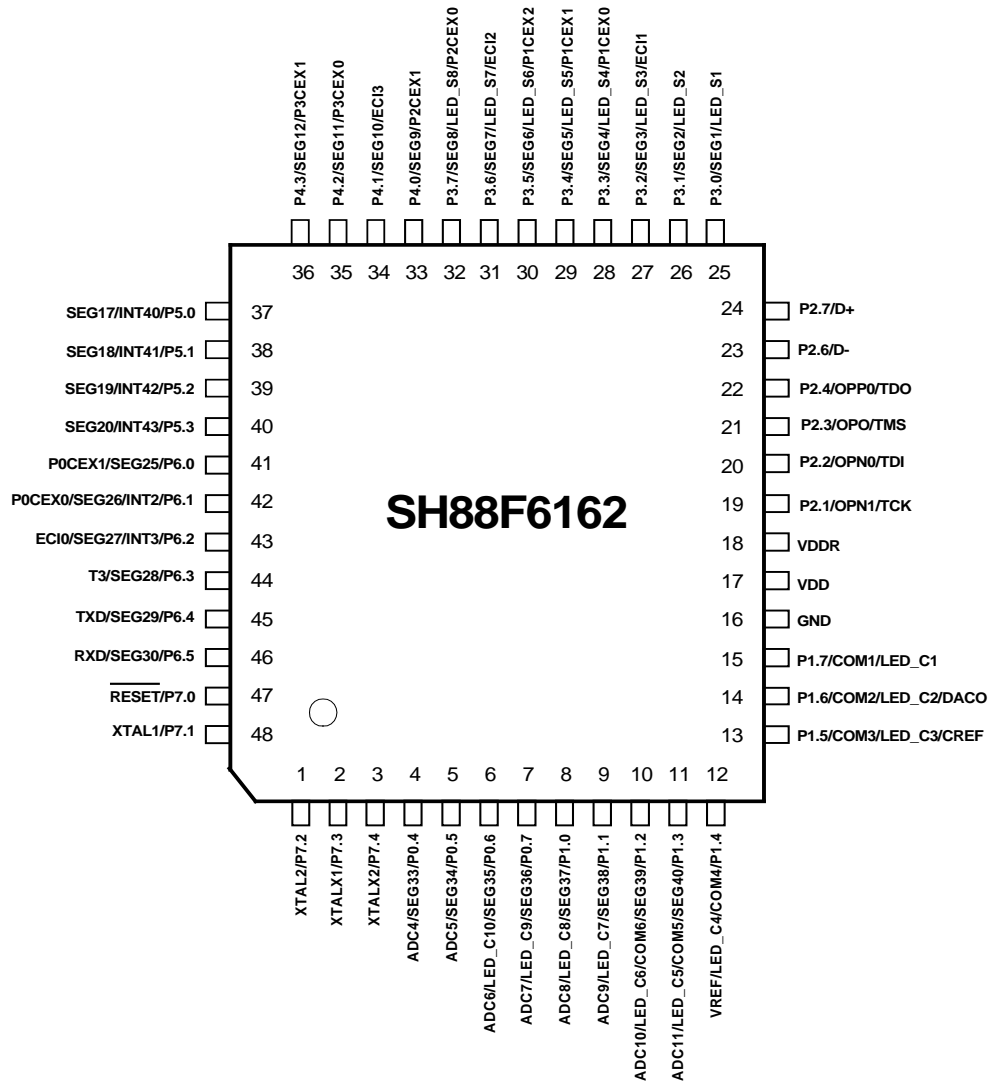 P4.3/SEG12/P3CEX1
P4.2/SEG11/P3CEX0
P4.1/SEG10/ECI3
P4.0/SEG9/P2CEX1
P3.7/SEG8/LED_S8/P2CEX0
P3.6/SEG7/LED_S7/ECI2
P3.5/SEG6/LED_S6/P1CEX2
P3.4/SEG5/LED_S5/P1CEX1
P3.3/SEG4/LED_S4/P1CEX0
P3.2/SEG3/LED_S3/ECI1
P3.1/SEG2/LED_S2
P3.0/SEG1/LED_S1
36 35 34 33 32 31 30 29 28 27 26 25
SEG17/INT40/P5.0 37
SEG18/INT41/P5.1 38
SEG19/INT42/P5.2 39
SEG20/INT43/P5.3 40
P0CEX1/SEG25/P6.0 41
P0CEX0/SEG26/INT2/P6.1 42
ECI0/SEG27/INT3/P6.2 43
T3/SEG28/P6.3 44
TXD/SEG29/P6.4 45
RXD/SEG30/P6.5 46
RESET/P7.0 47
XTAL1/P7.1 48
SH88F6162
24 P2.7/D+
23 P2.6/D-
22 P2.4/OPP0/TDO
21 P2.3/OPO/TMS
20 P2.2/OPN0/TDI
19 P2.1/OPN1/TCK
18 VDDR
17 VDD
16 GND
15 P1.7/COM1/LED_C1
14 P1.6/COM2/LED_C2/DACO
13 P1.5/COM3/LED_C3/CREF
1 2 3 4 5 6 7 8 9 10 11 12
XTAL2/P7.2
XTALX1/P7.3
XTALX2/P7.4
ADC4/SEG33/P0.4
ADC5/SEG34/P0.5
ADC6/LED_C10/SEG35/P0.6
ADC7/LED_C9/SEG36/P0.7
ADC8/LED_C8/SEG37/P1.0
ADC9/LED_C7/SEG38/P1.1
ADC10/LED_C6/COM6/SEG39/P1.2
ADC11/LED_C5/COM5/SEG40/P1.3
VREF/LED_C4/COM4/P1.4